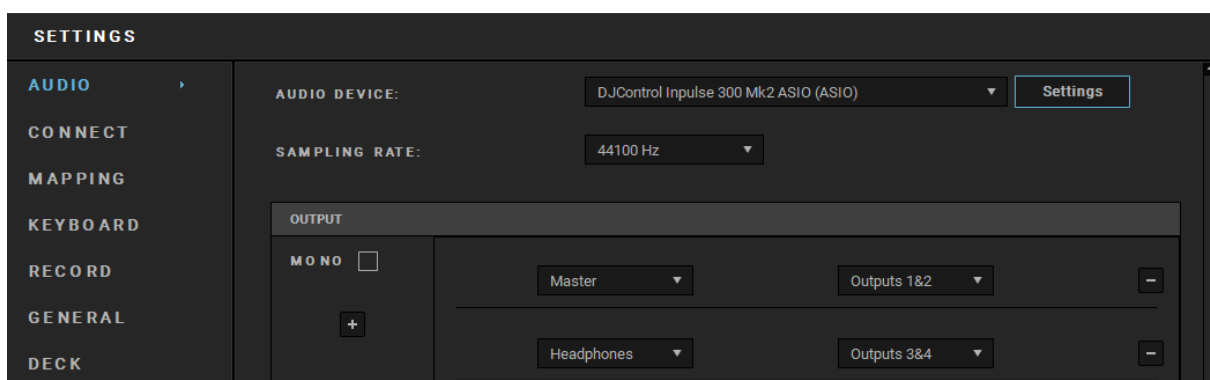 SETTINGS
AUDIO
CONNECT
MAPPING
KEYBOARD
RECORD
GENERAL
DECK
AUDIO DEVICE:
DJControl Inpulse 300 Mk2 ASIO (ASIO)
Settings
SAMPLING RATE:
44100 Hz
OUTPUT
MONO
+
Master
Outputs 1&2
−
Headphones
Outputs 3&4
−